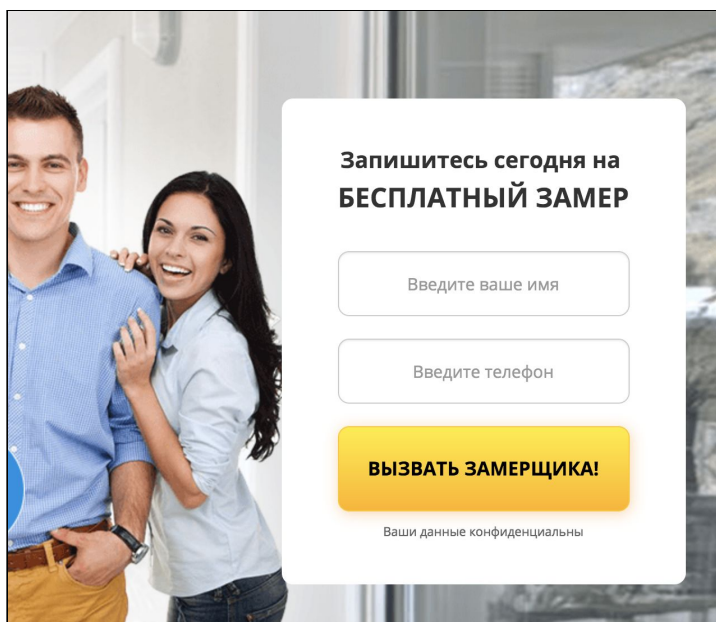 Запишитесь сегодня на
БЕСПЛАТНЫЙ ЗАМЕР
Введите ваше имя
Введите телефон
ВЫЗВАТЬ ЗАМЕРЩИКА!
Ваши данные конфиденциальны